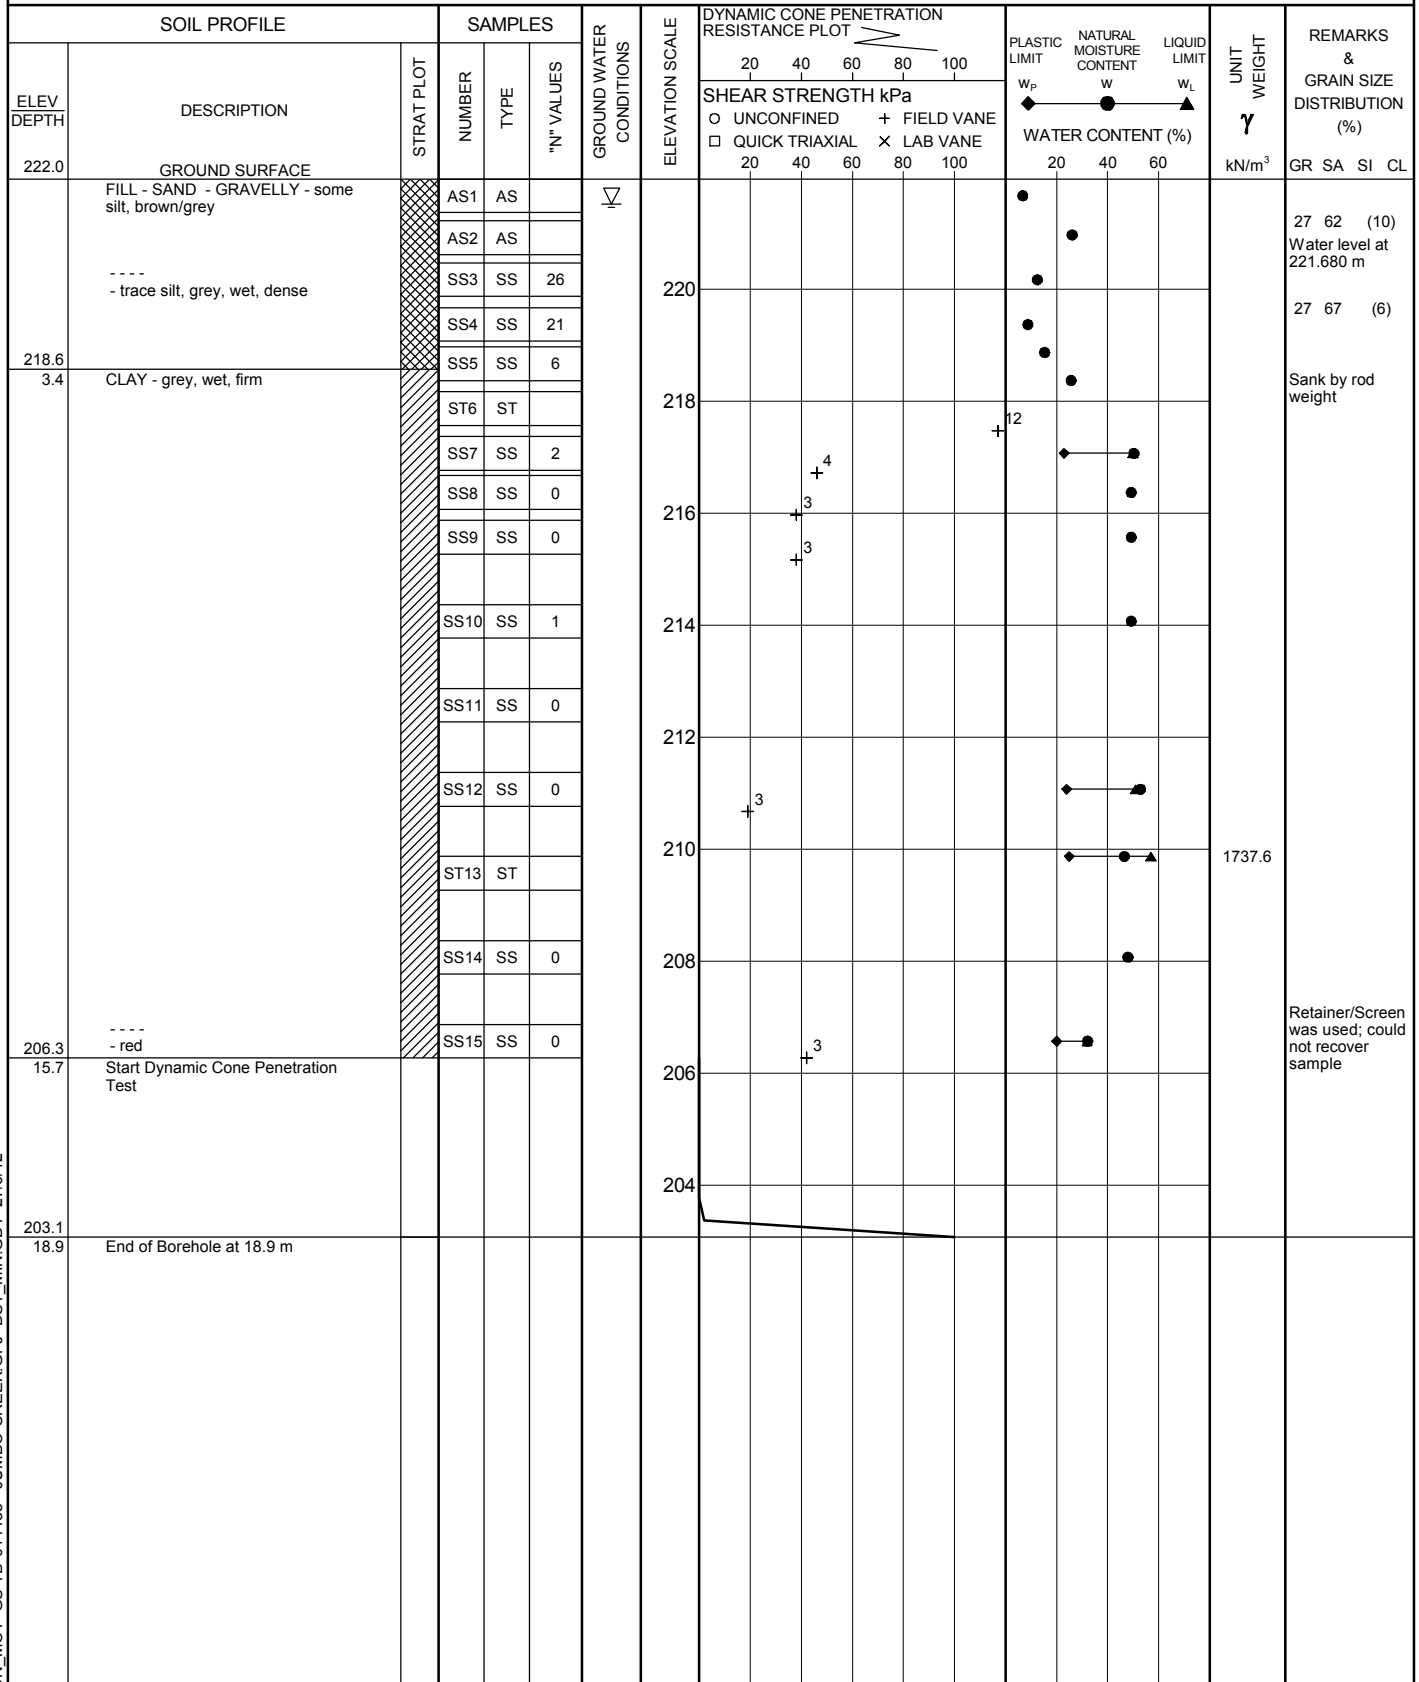 SOIL PROFILE
SAMPLES
GROUND WATER
CONDITIONS
ELEVATION SCALE
DYNAMIC CONE PENETRATION
RESISTANCE PLOT
20 40 60 80 100
SHEAR STRENGTH kPa
UNCONFINED + FIELD VANE
QUICK TRIAXIAL × LAB VANE
20 40 60 80 100
PLASTIC
LIMIT
NATURAL
MOISTURE
CONTENT
LIQUID
LIMIT
WP W WL
WATER CONTENT (%)
20 40 60
UNIT
WEIGHT
γ
kN/m³
REMARKS
&
GRAIN SIZE
DISTRIBUTION
(%)
GR SA SI CL
ELEV
DEPTH
DESCRIPTION
STRAT PLOT
NUMBER
TYPE
"N" VALUES
222.0 GROUND SURFACE
FILL - SAND - GRAVELLY - some
silt, brown/grey
AS1 AS
27 62 (10)
AS2 AS
Water level at
221.680 m
- - - -
- trace silt, grey, wet, dense
SS3 SS 26
220
27 67 (6)
SS4 SS 21
218.6
SS5 SS 6
3.4 CLAY - grey, wet, firm
Sank by rod
weight
218
ST6 ST
12
SS7 SS 2
4
SS8 SS 0
3
216
SS9 SS 0
3
SS10 SS 1
214
SS11 SS 0
212
SS12 SS 0
3
210
1737.6
ST13 ST
SS14 SS 0
208
Retainer/Screen
was used; could
not recover
sample
- - - -
- red
SS15 SS 0
3
206.3
15.7 Start Dynamic Cone Penetration
Test
206
204
203.1
18.9 End of Borehole at 18.9 m